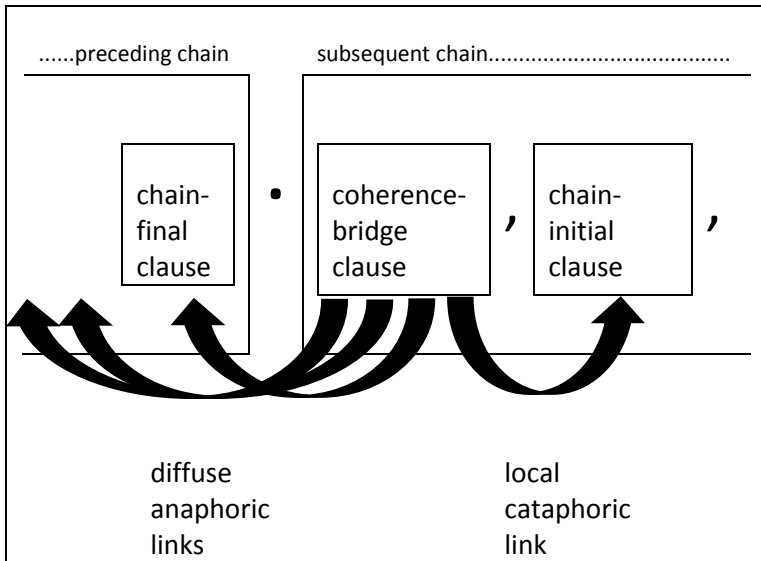 ......preceding chain subsequent chain.........................................
chain-
final
clause
.
coherence-
bridge
clause
,
chain-
initial
clause
,
diffuse
anaphoric
links
local
cataphoric
link